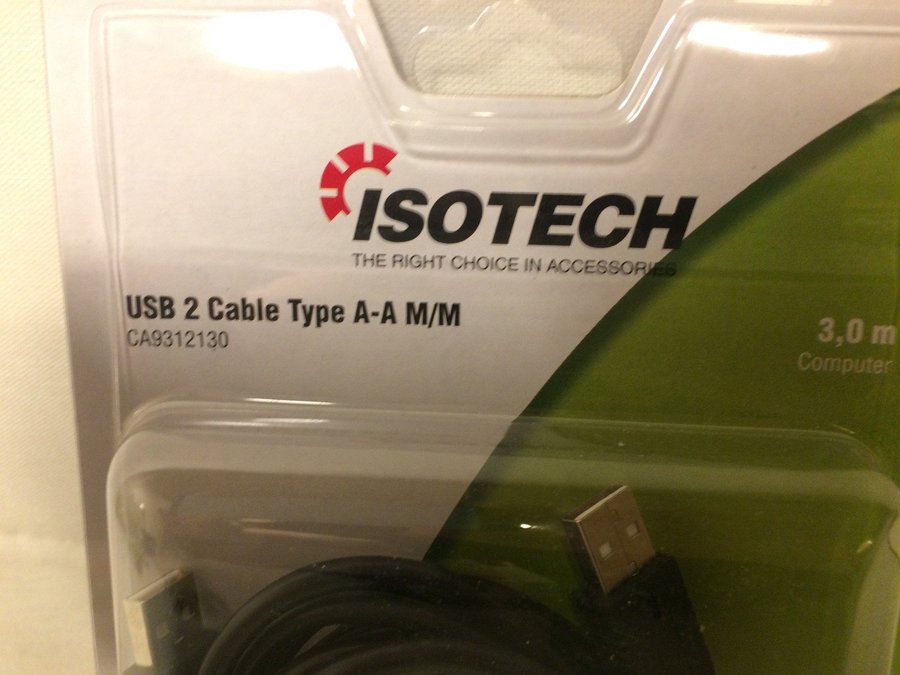 ISOTECH
THE RIGHT CHOICE IN ACCESSORIES
USB 2 Cable Type A-A M/M
CA9312130
3,0 m
Computer